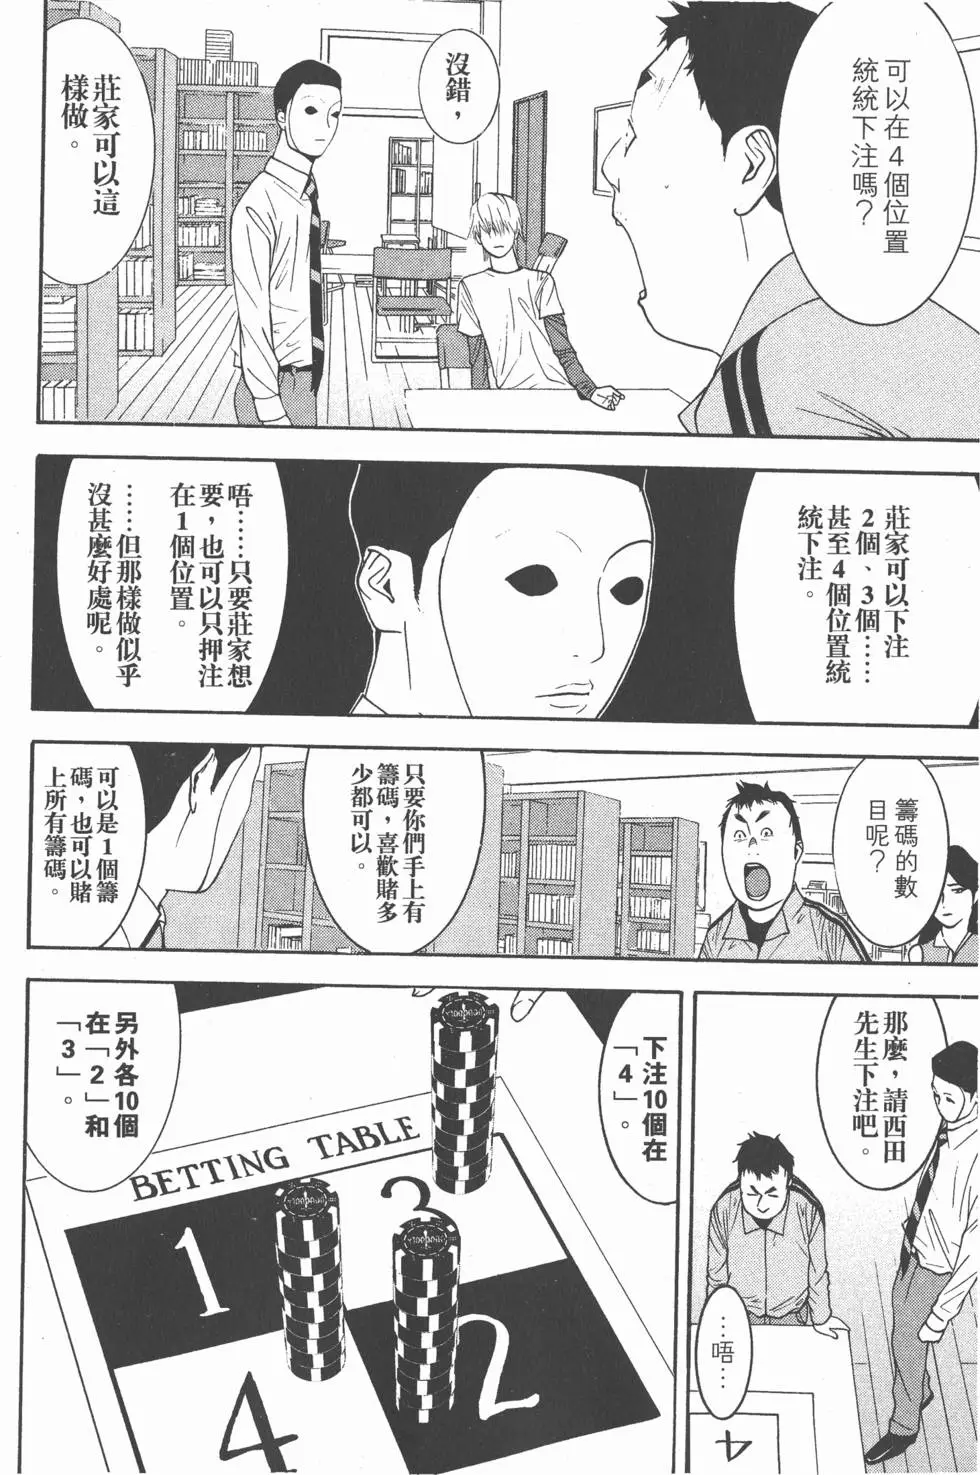 可以在4個位置
統統下注嗎？
沒錯，
莊家可以這
樣做。
莊家可以下注
2個、3個……
甚至4個位置統
統下注。
唔……只要莊家想
要，也可以只押注
在1個位置。
……但那樣做似乎
沒甚麼好處呢。
籌碼的數
目呢？
只要你們手上有
籌碼，喜歡賭多
少都可以。
可以是1個籌
碼，也可以賭
上所有籌碼。
那麼，請西田
先生下注吧。
…唔…
4
下注10個在
「4」。
另外各10個
在「2」和
「3」。
BETTING TABLE
1
3
4
2